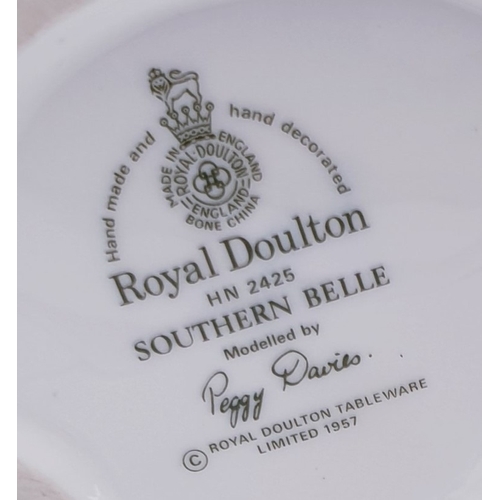 Hand made and hand decorated
MADE IN ENGLAND
ROYAL·DOULTON
ENGLAND
BONE CHINA
Royal Doulton
HN 2425
SOUTHERN BELLE
Modelled by
Peggy Davies.
© ROYAL DOULTON TABLEWARE
LIMITED 1957